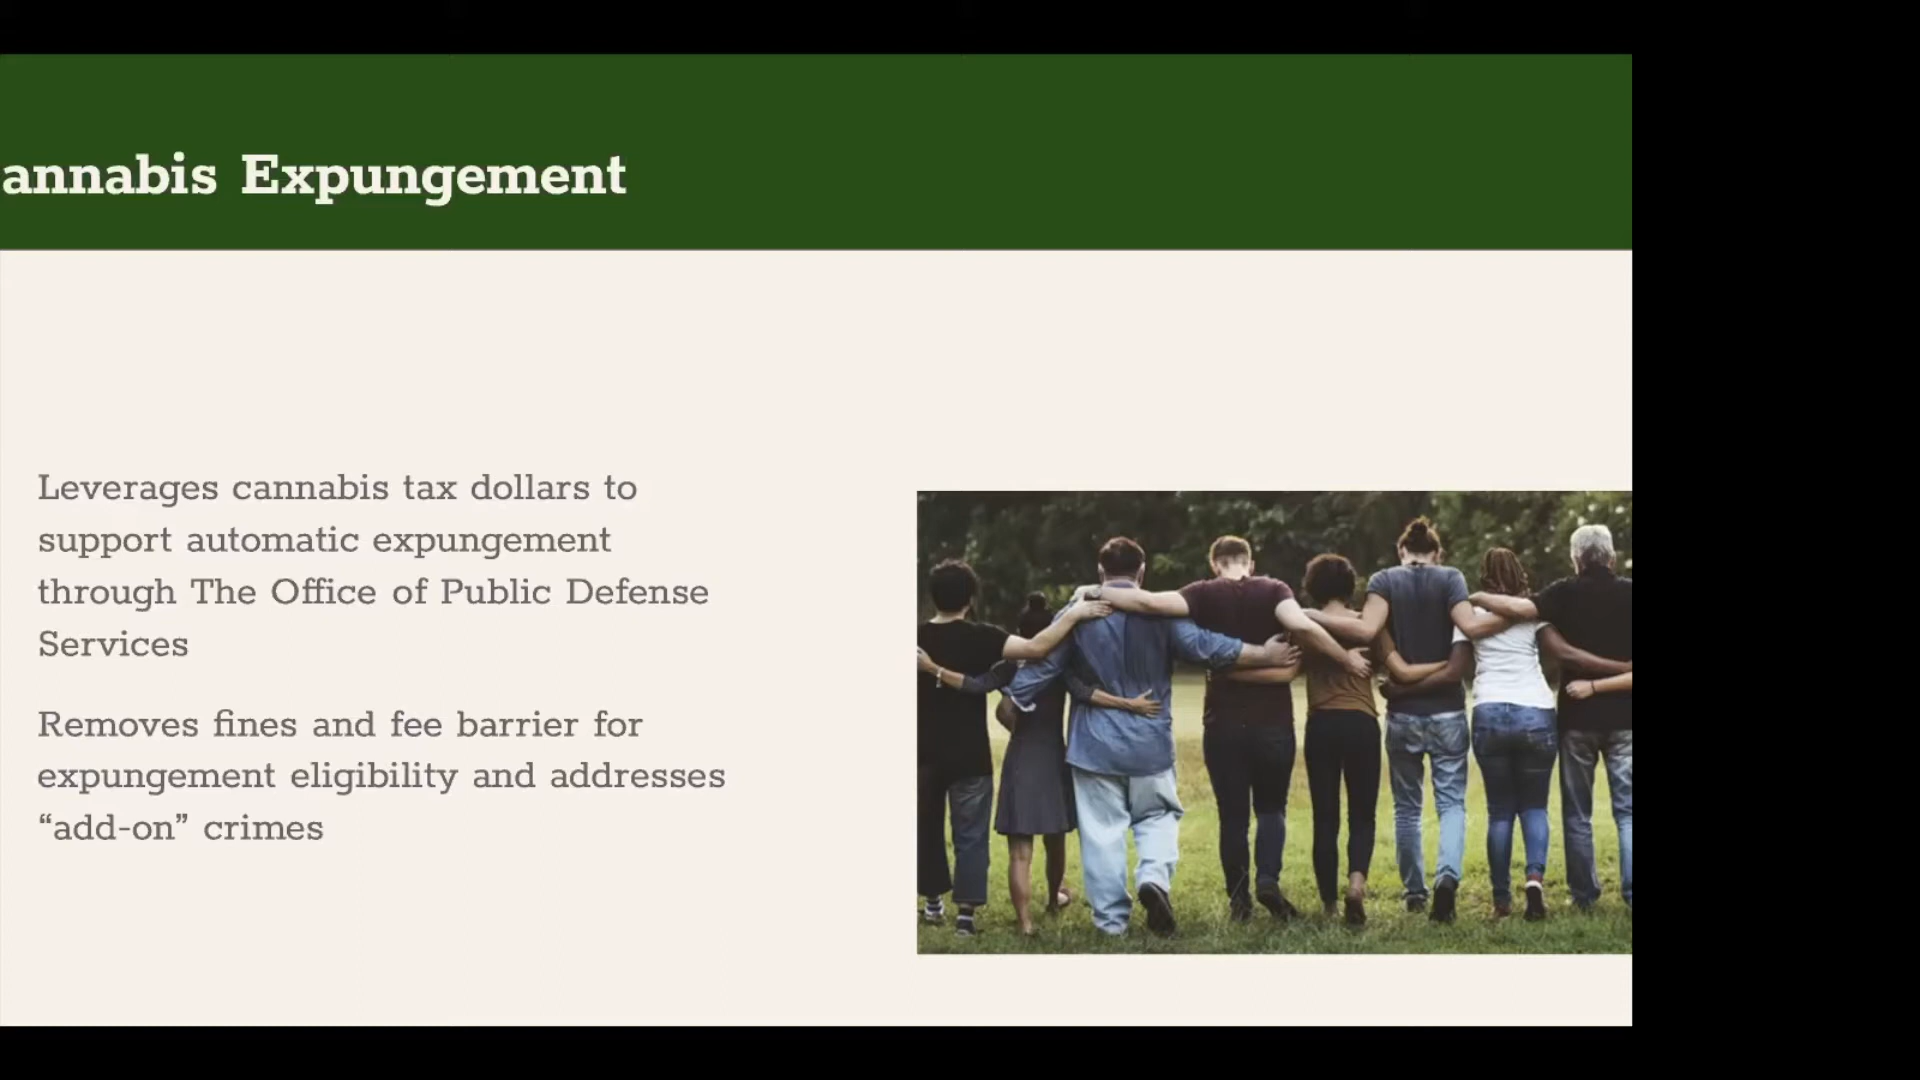 annabis Expungement
Leverages cannabis tax dollars to
support automatic expungement
through The Office of Public Defense
Services
Removes fines and fee barrier for
expungement eligibility and addresses
“add-on” crimes